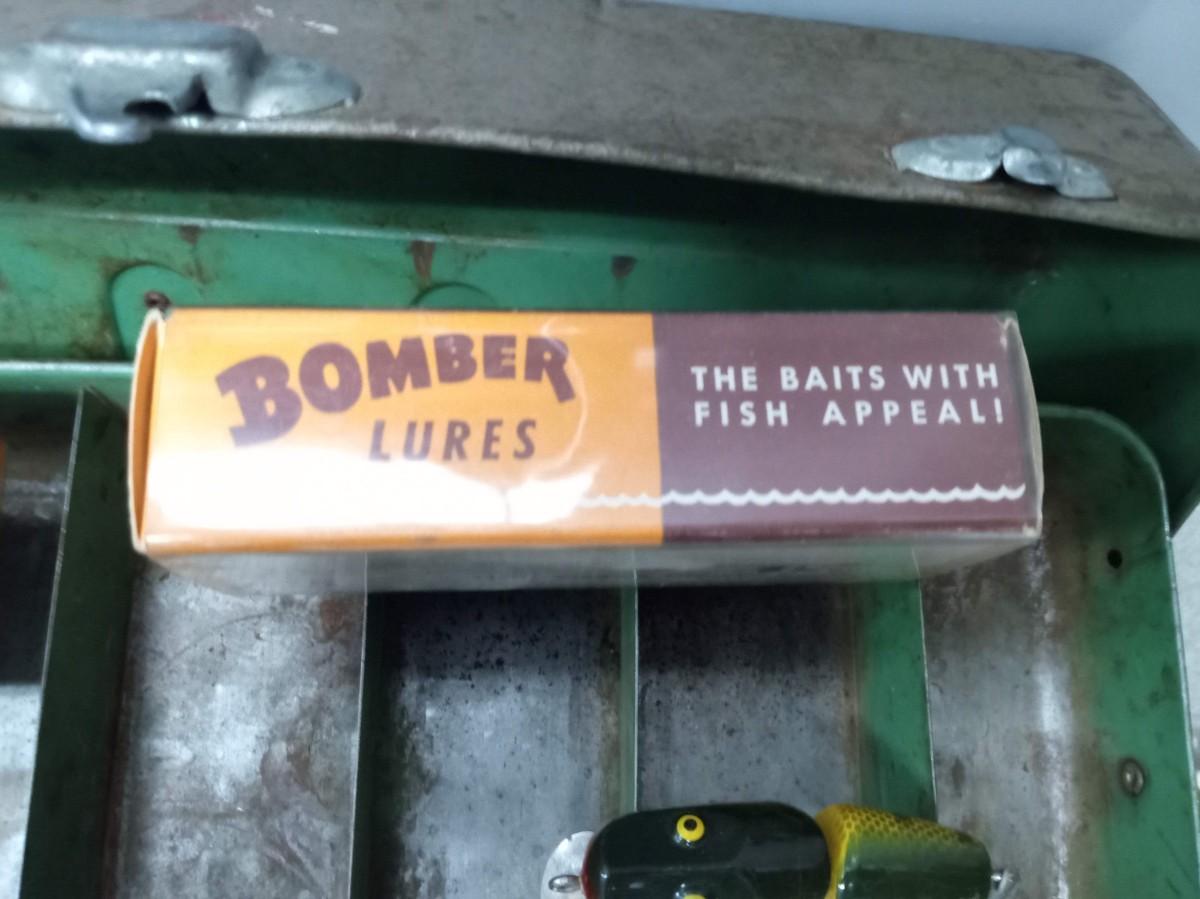 BOMBER
LURES
THE BAITS WITH
FISH APPEAL!